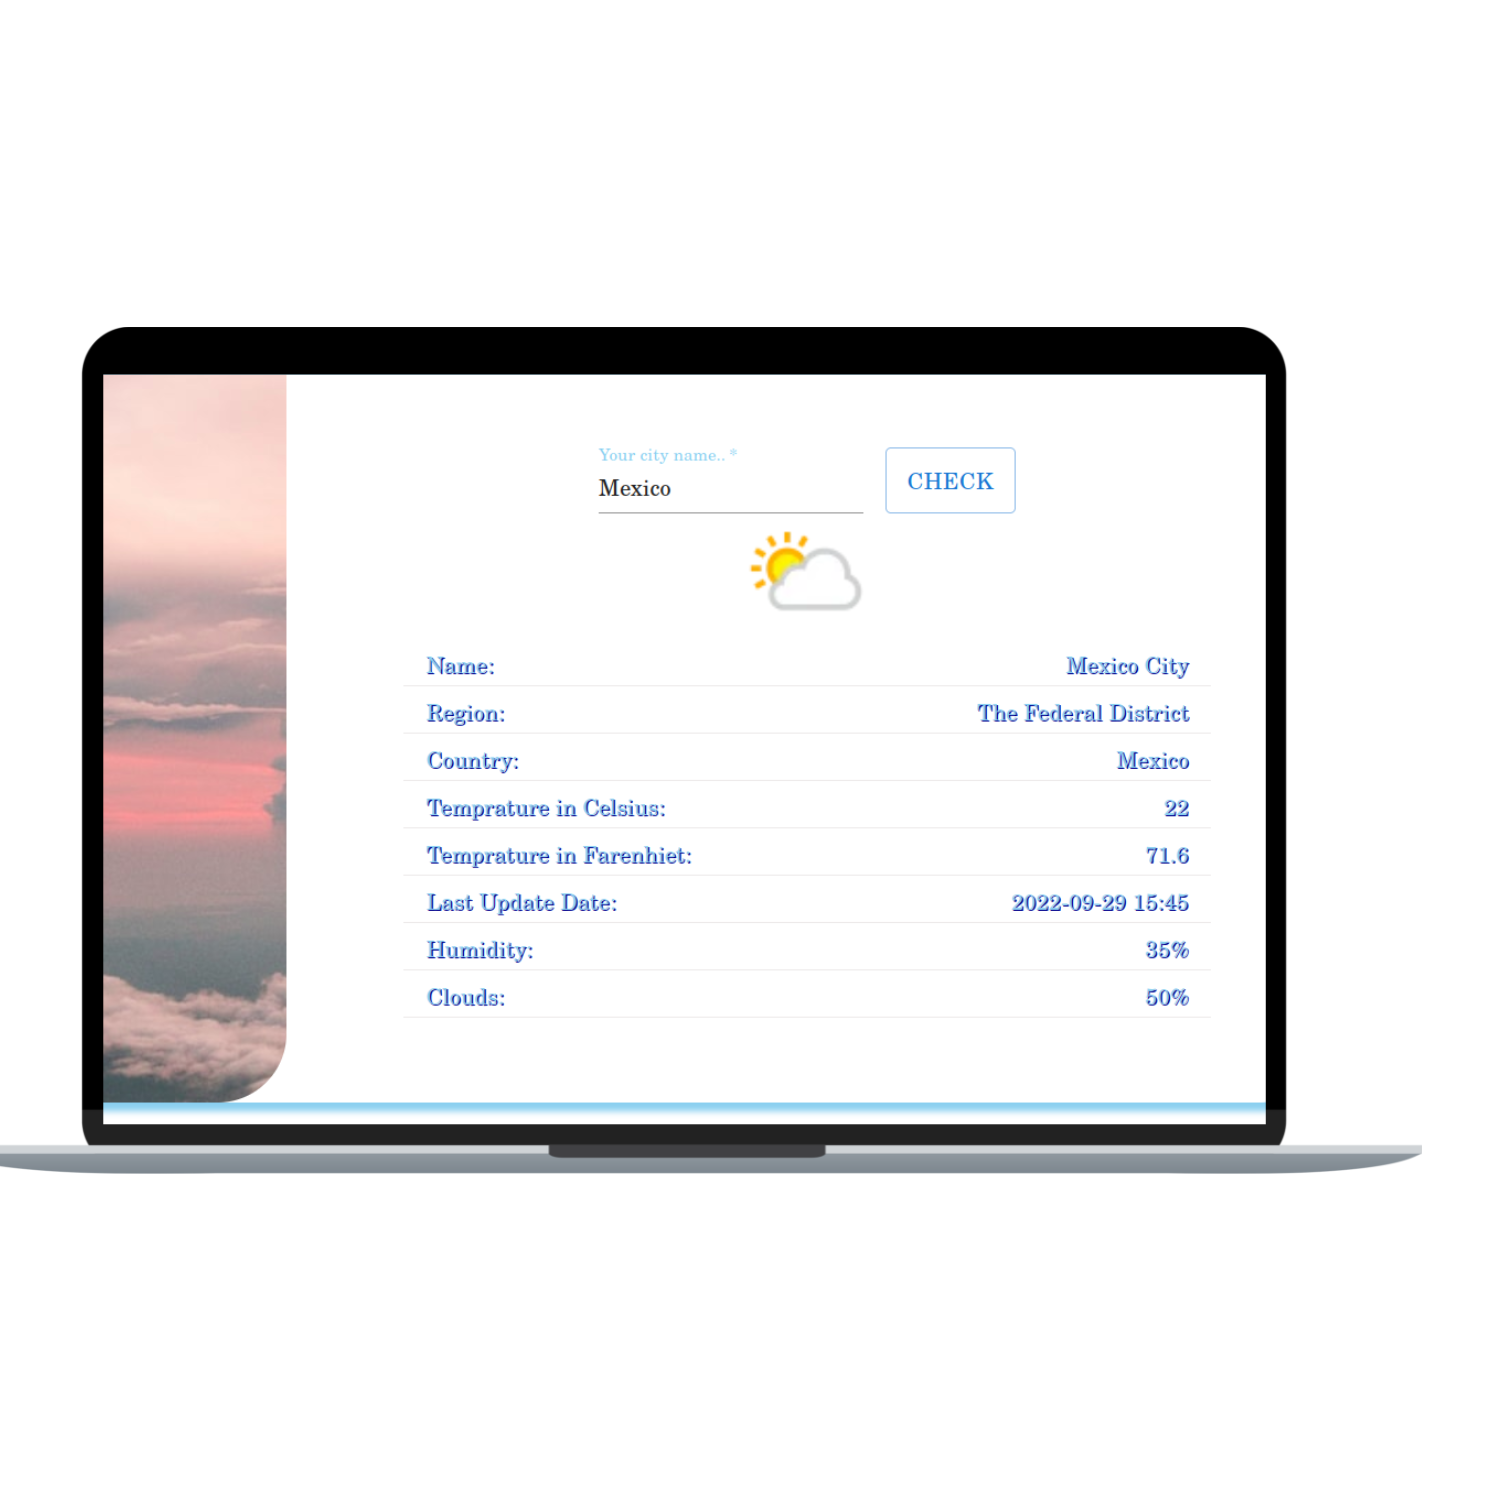 Your city name.. *
Mexico
CHECK
Name: Mexico City
Region: The Federal District
Country: Mexico
Temprature in Celsius: 22
Temprature in Farenhiet: 71.6
Last Update Date: 2022-09-29 15:45
Humidity: 35%
Clouds: 50%